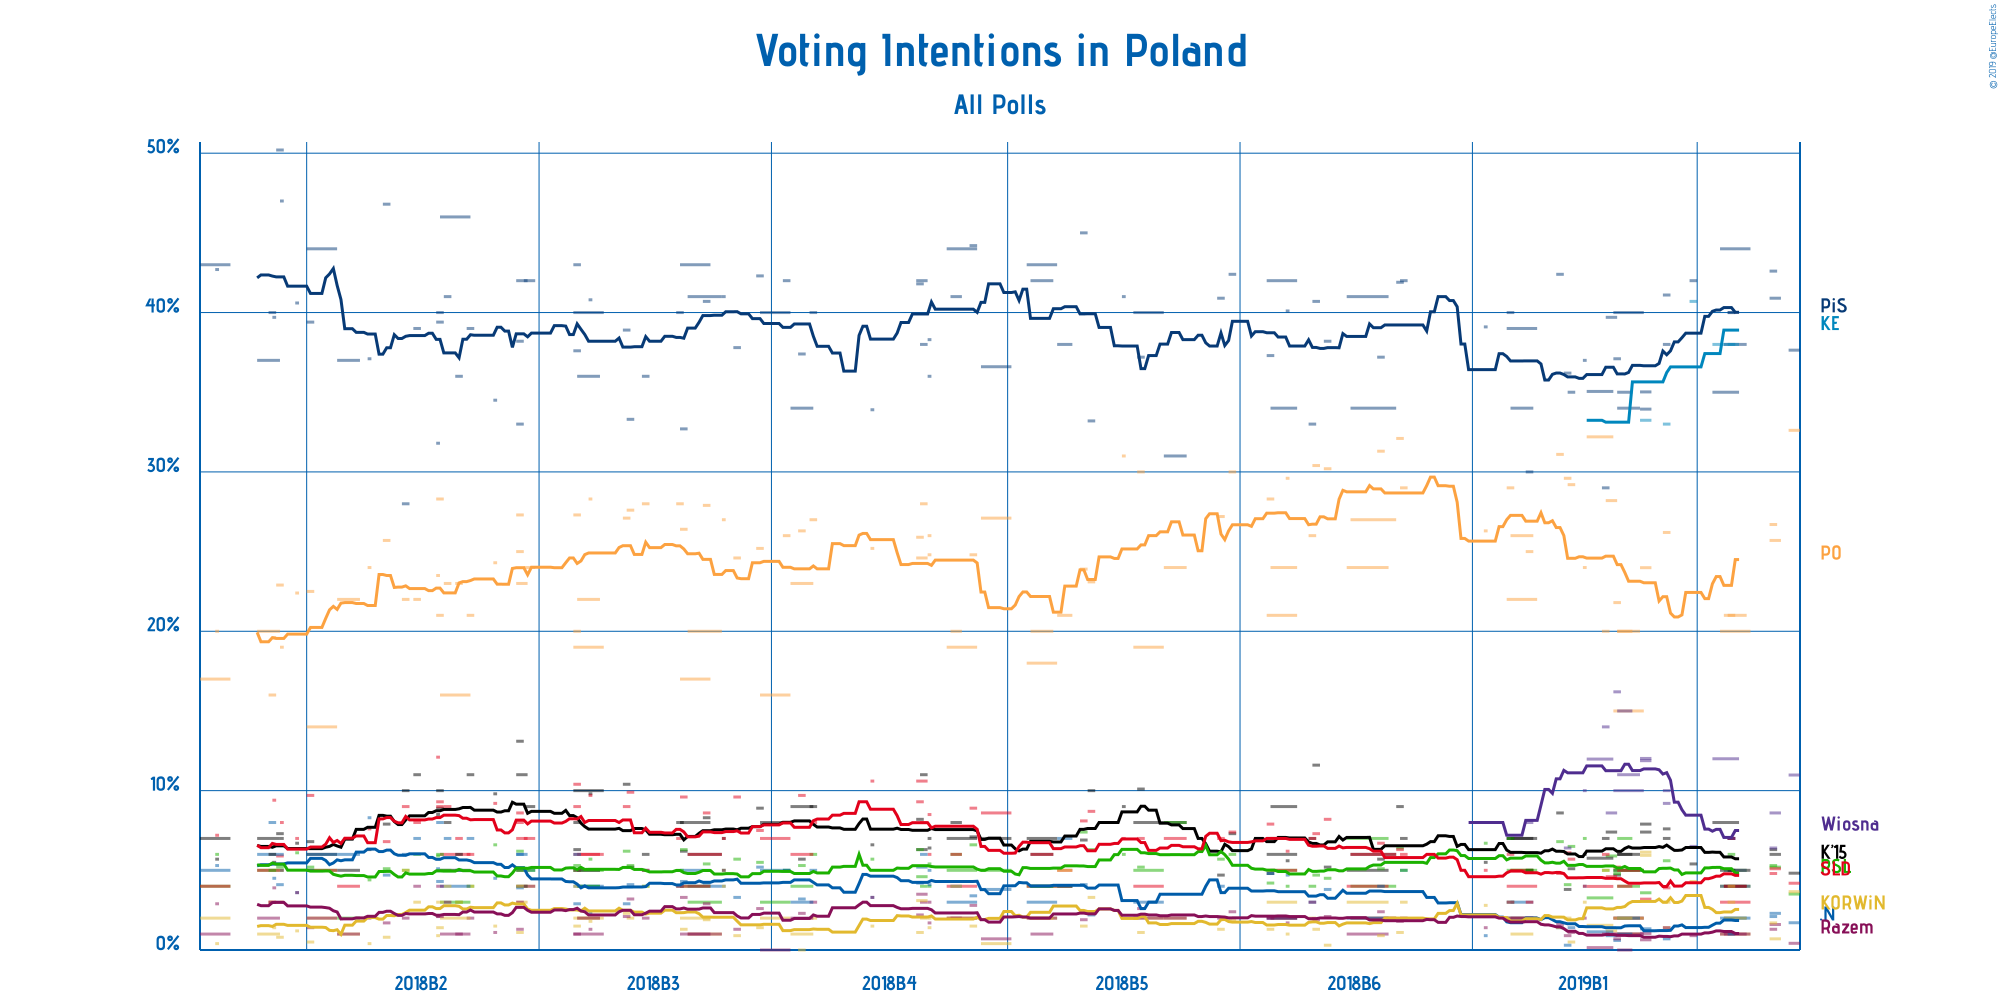 © 2019 @EuropeElects
Voting Intentions in Poland
All Polls
50%
40%
30%
20%
10%
0%
PiS
KE
PO
Wiosna
K'15
SLD
KORWiN
N
Razem
2018B2
2018B3
2018B4
2018B5
2018B6
2019B1